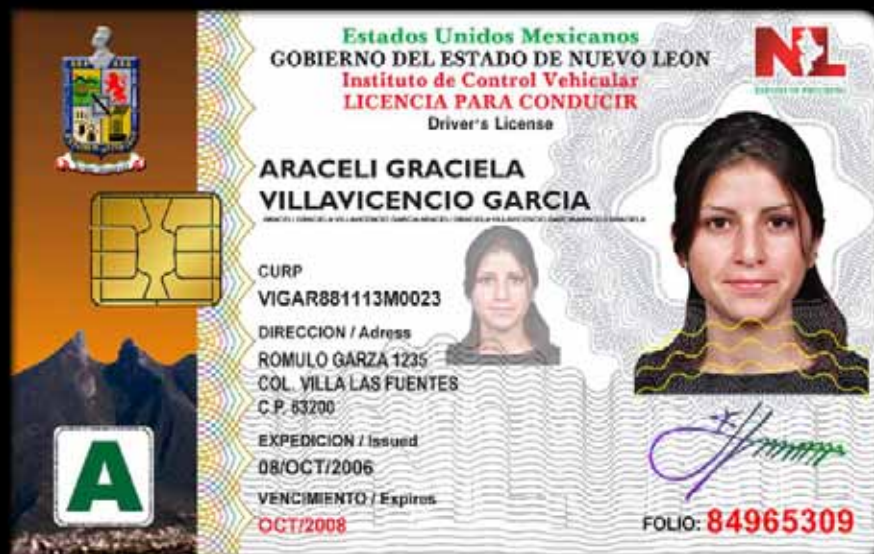 Estados Unidos Mexicanos
GOBIERNO DEL ESTADO DE NUEVO LEON
Instituto de Control Vehicular
LICENCIA PARA CONDUCIR
Driver's License
NL
ARACELI GRACIELA
VILLAVICENCIO GARCIA
CURP
VIGAR881113M0023
DIRECCION / Adress
ROMULO GARZA 1235
COL. VILLA LAS FUENTES
C.P. 63200
EXPEDICION / Issued
08/OCT/2006
VENCIMIENTO / Expires
OCT/2008
A
FOLIO: 84965309